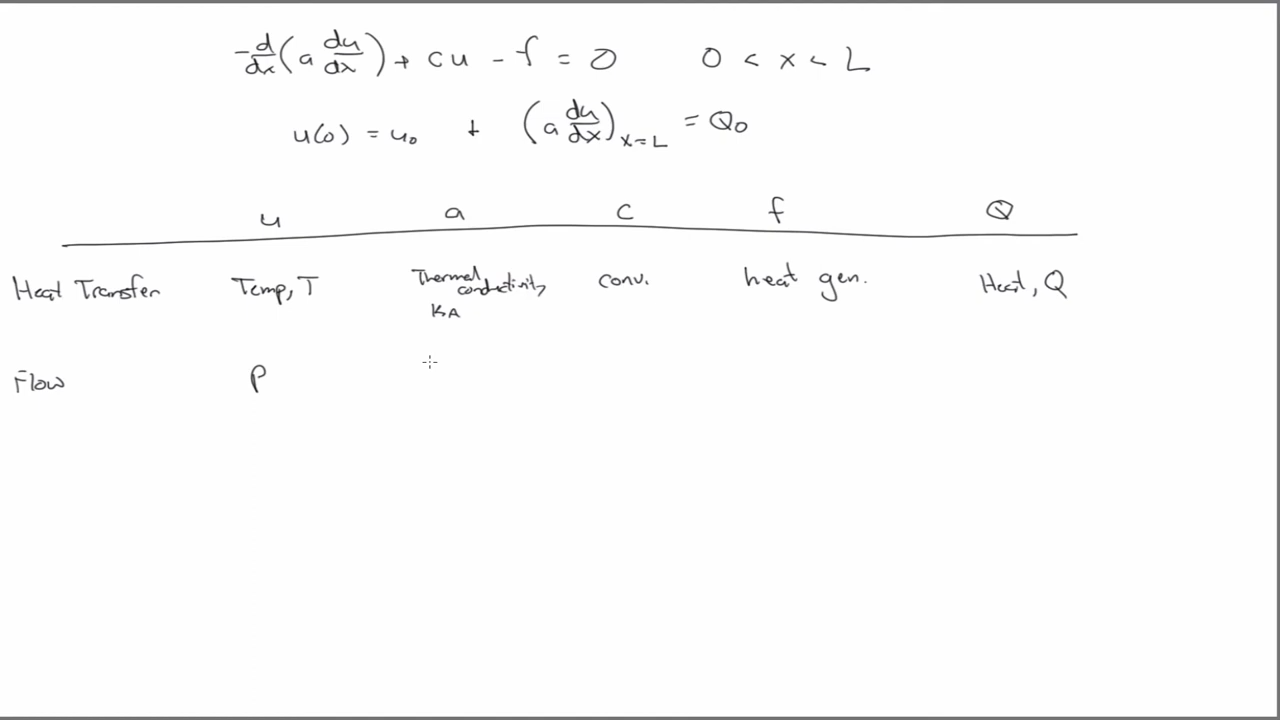 -d/dx (a du/dx) + cu - f = 0 0 < x < L
u(0) = u₀ + (a du/dx)ₓ₌L = Q₀
u a c f Q
Heat Transfer Temp, T Thermal conductivity KA conv. heat gen. Heat, Q
Flow P